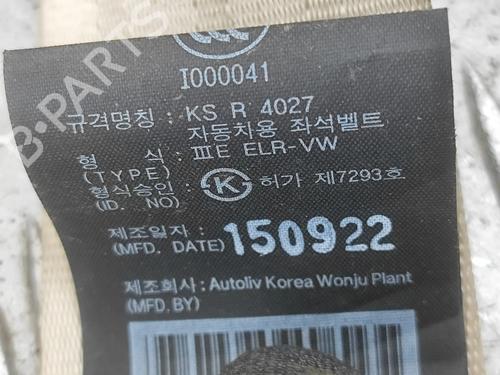 B-PARTS
I000041
규격명칭 : KS R 4027
자동차용 좌석벨트
형 식 : ⅢE ELR-VW
(TYPE)
형식승인 : K 허가 제7293호
(ID. NO)
제조일자 : 150922
(MFD. DATE)
제조회사 : Autoliv Korea Wonju Plant
(MFD.BY)